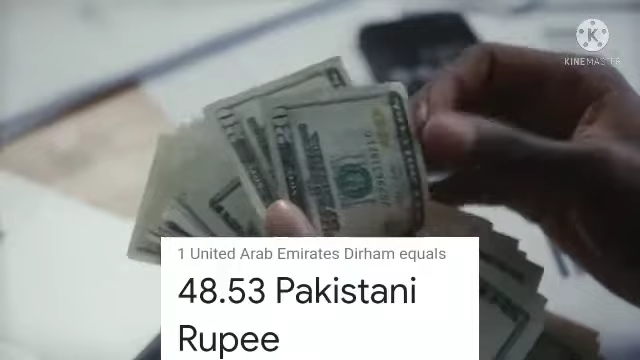 K
KINEMASTER
1 United Arab Emirates Dirham equals
48.53 Pakistani
Rupee